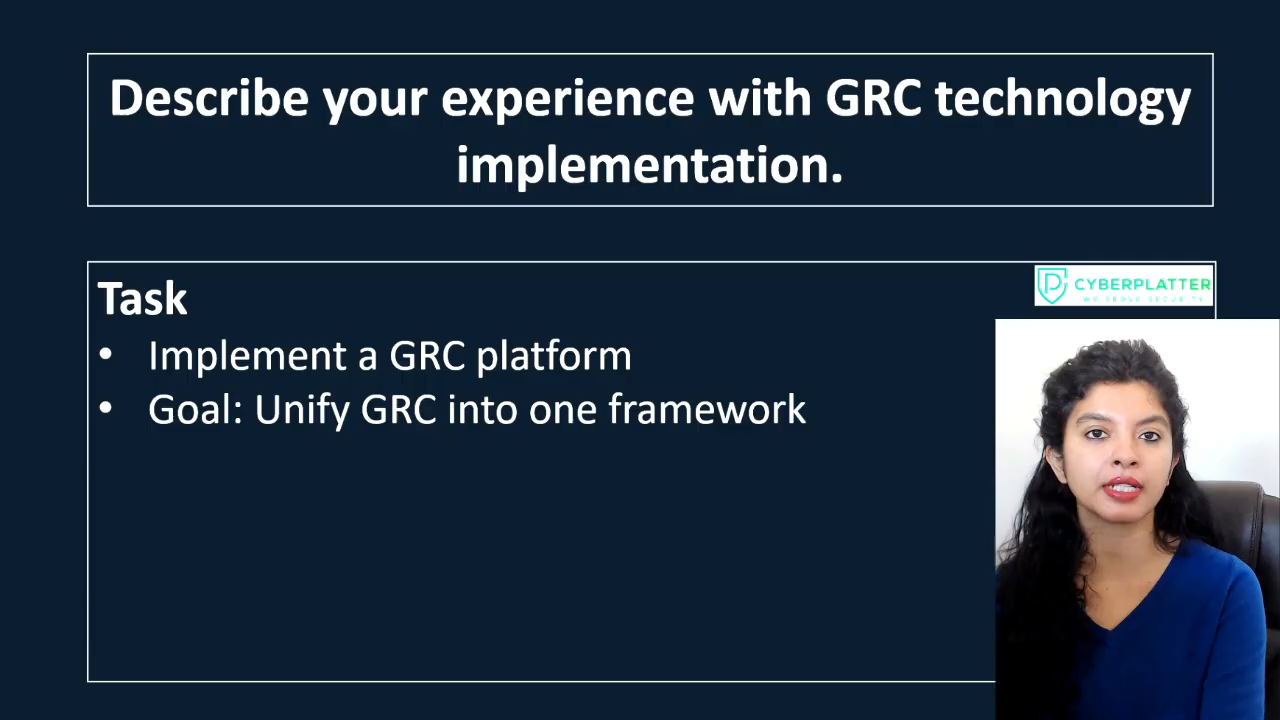 Describe your experience with GRC technology
implementation.
Task
CYBERPLATTER
• Implement a GRC platform
• Goal: Unify GRC into one framework